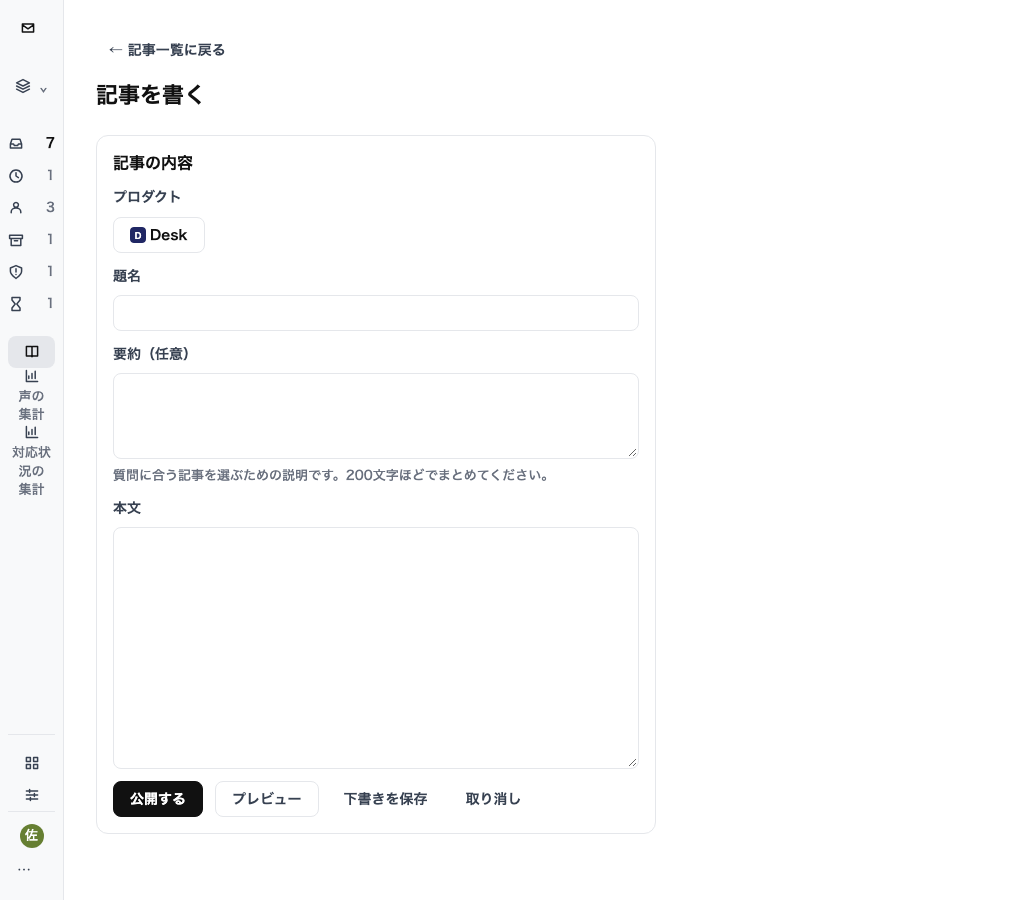 ← 記事一覧に戻る
記事を書く
7
1
3
1
1
1
声の
集計
対応状
況の
集計
記事の内容
プロダクト
D Desk
題名
要約（任意）
質問に合う記事を選ぶための説明です。200文字ほどでまとめてください。
本文
公開する プレビュー 下書きを保存 取り消し
佐
…